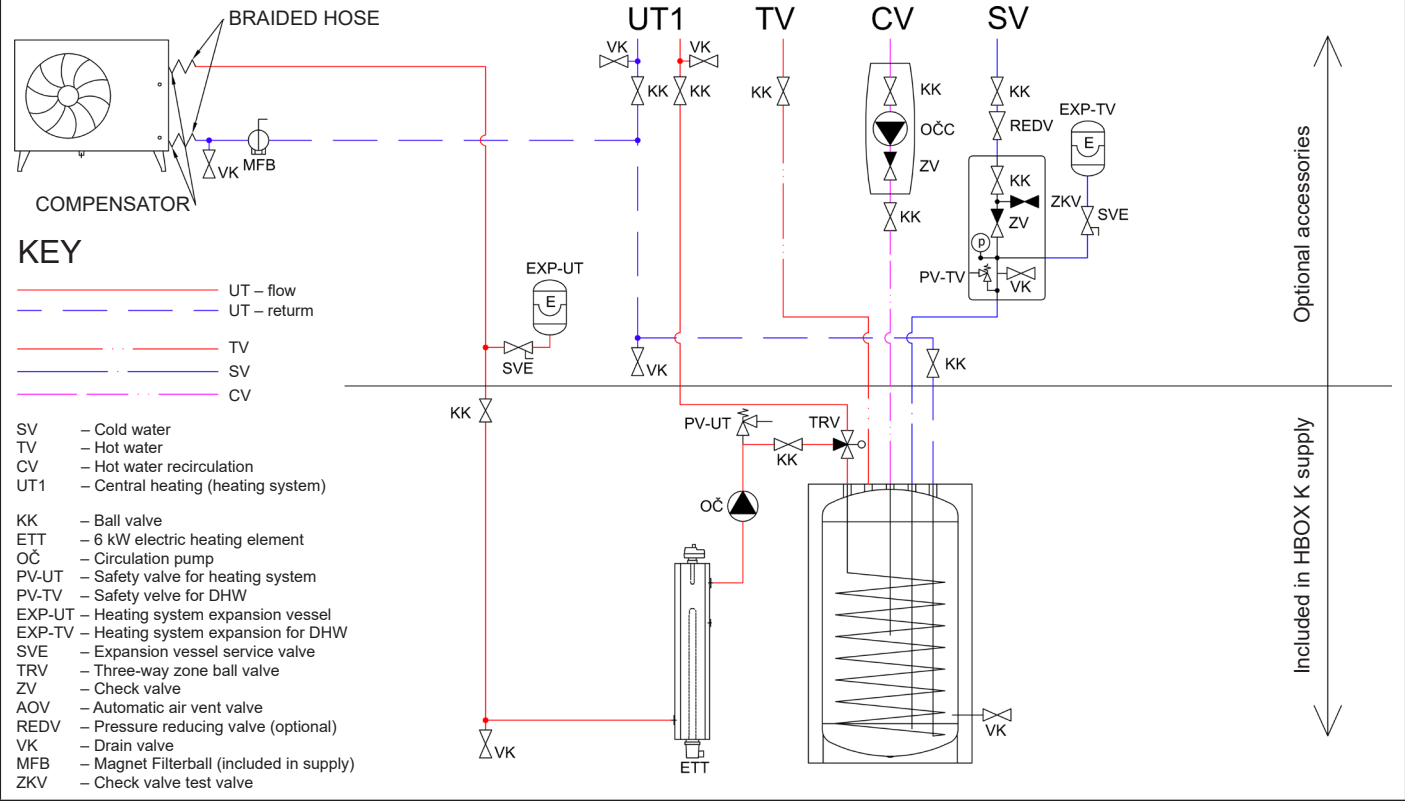 BRAIDED HOSE
UT1
TV
CV
SV
VK
VK
KK
KK
KK
KK
KK
EXP-TV
E
OČC
REDV
MFB
VK
ZV
KK
ZKV
SVE
COMPENSATOR
KK
ZV
p
KEY
PV-TV
VK
EXP-UT
E
UT – flow
UT – returm
TV
SV
CV
SVE
VK
KK
Optional accessories
Included in HBOX K supply
KK
PV-UT
TRV
KK
OČ
VK
ETT
VK
SV – Cold water
TV – Hot water
CV – Hot water recirculation
UT1 – Central heating (heating system)
KK – Ball valve
ETT – 6 kW electric heating element
OČ – Circulation pump
PV-UT – Safety valve for heating system
PV-TV – Safety velve for DHW
EXP-UT – Heating system expansion vessel
EXP-TV – Heating system expansion for DHW
SVE – Expansion vessel service valve
TRV – Three-way zone ball valve
ZV – Check valve
AOV – Automatic air vent valve
REDV – Pressure reducing valve (optional)
VK – Drain valve
MFB – Magnet Filterball (included in supply)
ZKV – Check valve test valve